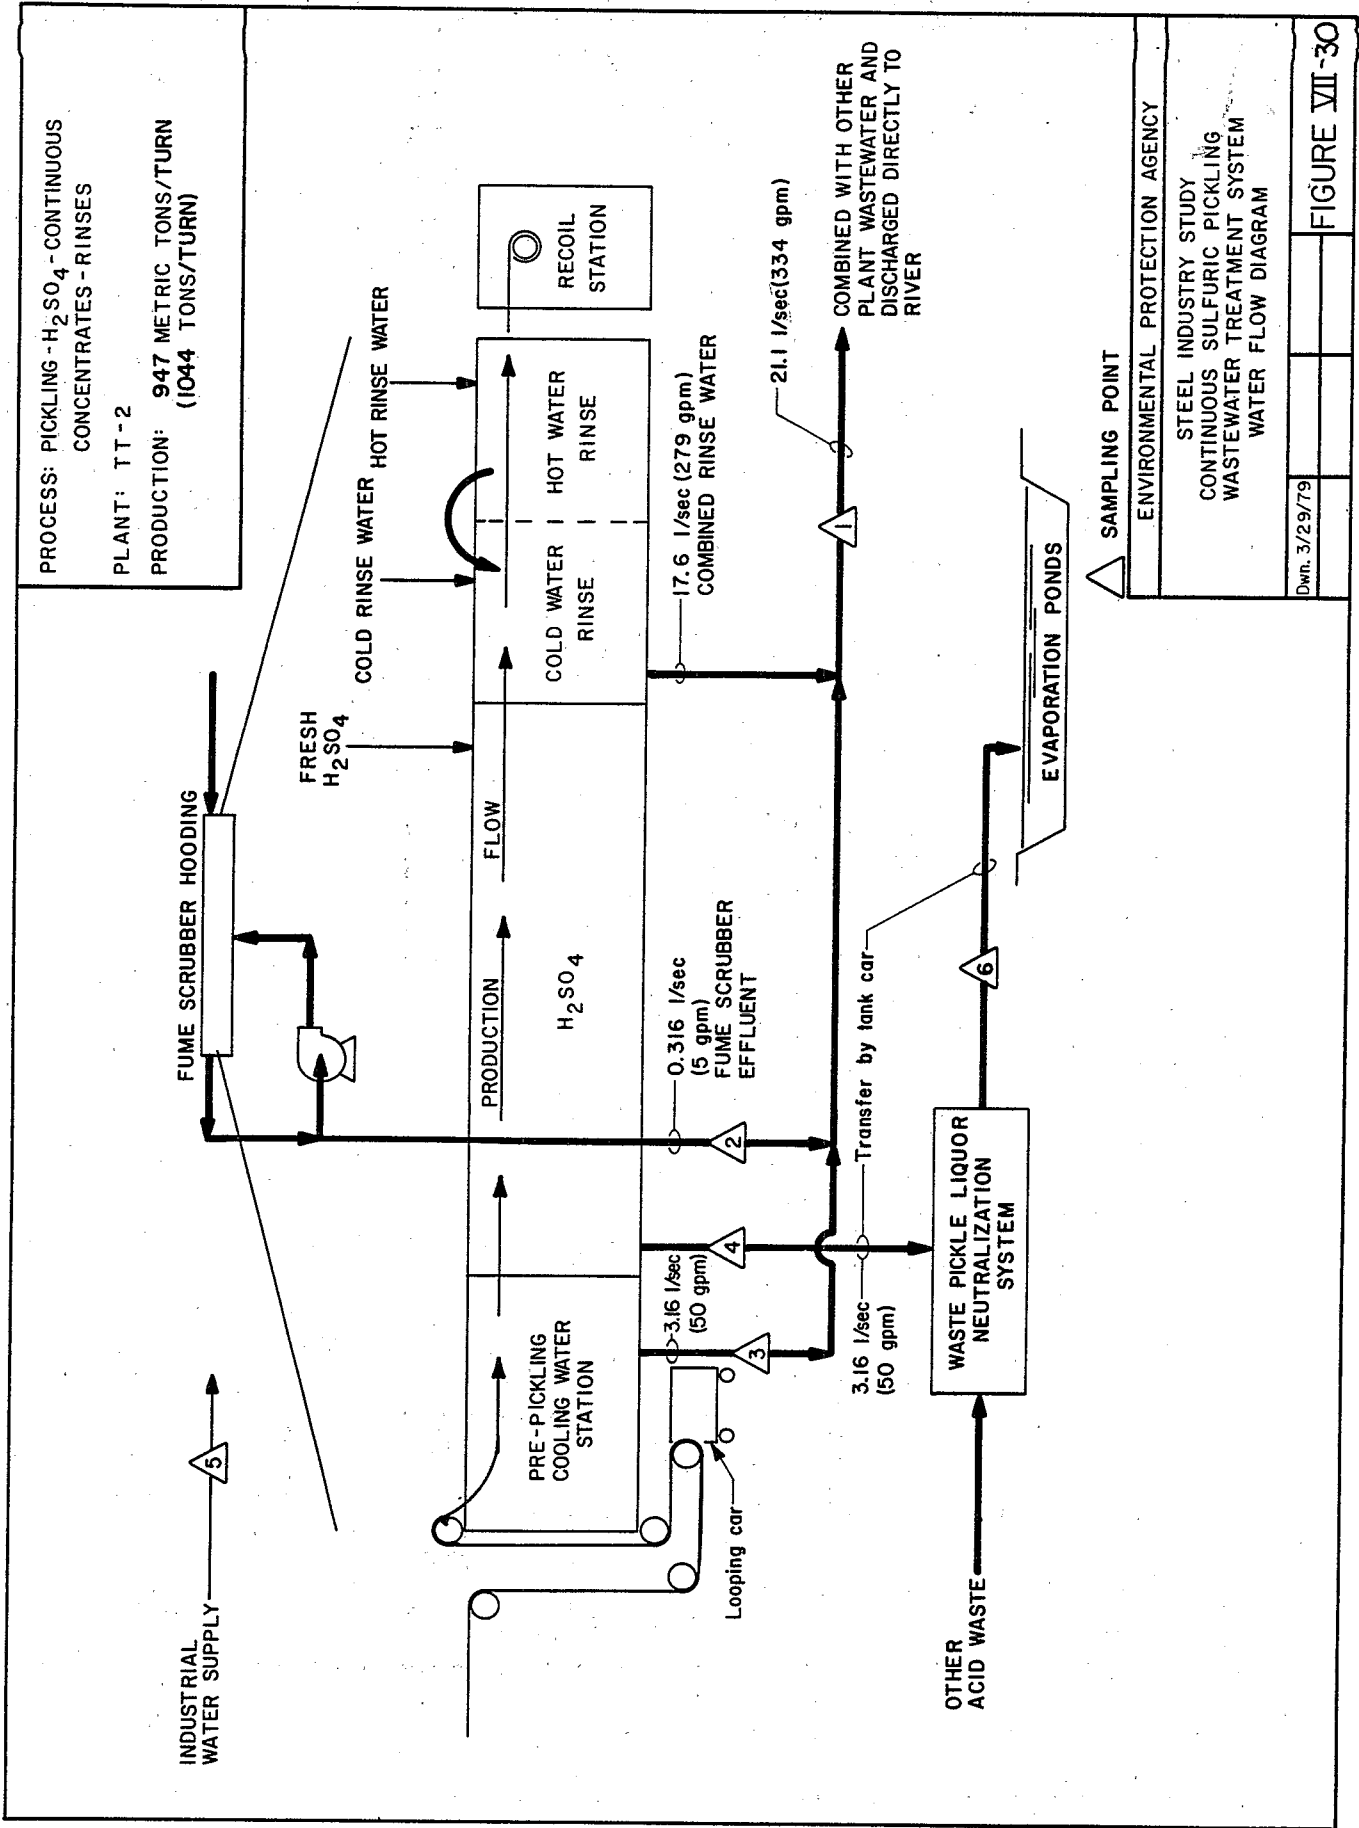 PROCESS: PICKLING-H2SO4-CONTINUOUS
CONCENTRATES-RINSES
PLANT: TT-2
PRODUCTION: 947 METRIC TONS/TURN
(1044 TONS/TURN)
INDUSTRIAL
WATER SUPPLY
5
FUME SCRUBBER HOODING
FRESH
H2SO4
COLD RINSE WATER
HOT RINSE WATER
PRODUCTION
FLOW
PRE-PICKLING
COOLING WATER
STATION
H2SO4
COLD WATER
RINSE
HOT WATER
RINSE
RECOIL
STATION
Looping car
3.16 l/sec
(50 gpm)
3
4
0.316 l/sec
(5 gpm)
FUME SCRUBBER
EFFLUENT
2
17.6 l/sec (279 gpm)
COMBINED RINSE WATER
21.1 l/sec (334 gpm)
1
COMBINED WITH OTHER
PLANT WASTEWATER AND
DISCHARGED DIRECTLY TO
RIVER
3.16 l/sec
(50 gpm)
Transfer by tank car
OTHER
ACID WASTE
WASTE PICKLE LIQUOR
NEUTRALIZATION
SYSTEM
6
EVAPORATION PONDS
SAMPLING POINT
ENVIRONMENTAL PROTECTION AGENCY
STEEL INDUSTRY STUDY
CONTINUOUS SULFURIC PICKLING
WASTEWATER TREATMENT SYSTEM
WATER FLOW DIAGRAM
Dwn. 3/29/79
FIGURE VII-30